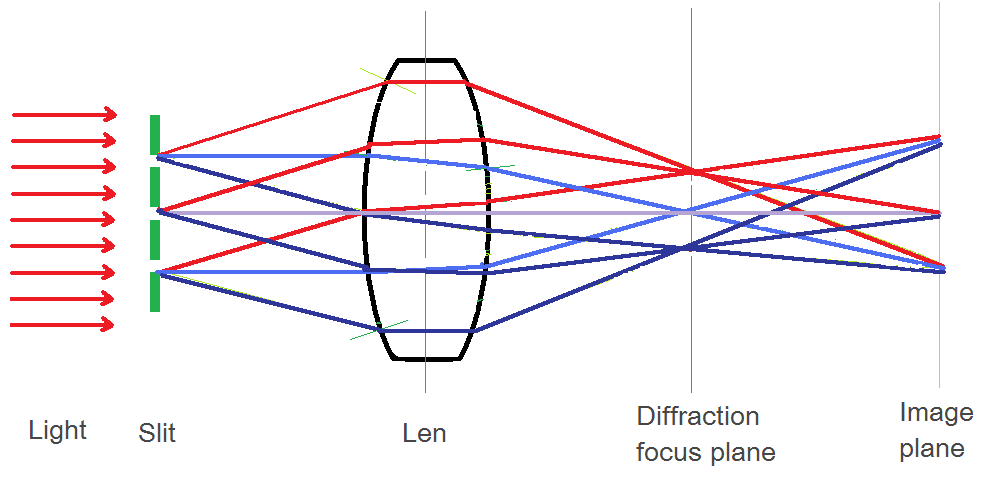 Light
Slit
Len
Diffraction
focus plane
Image
plane